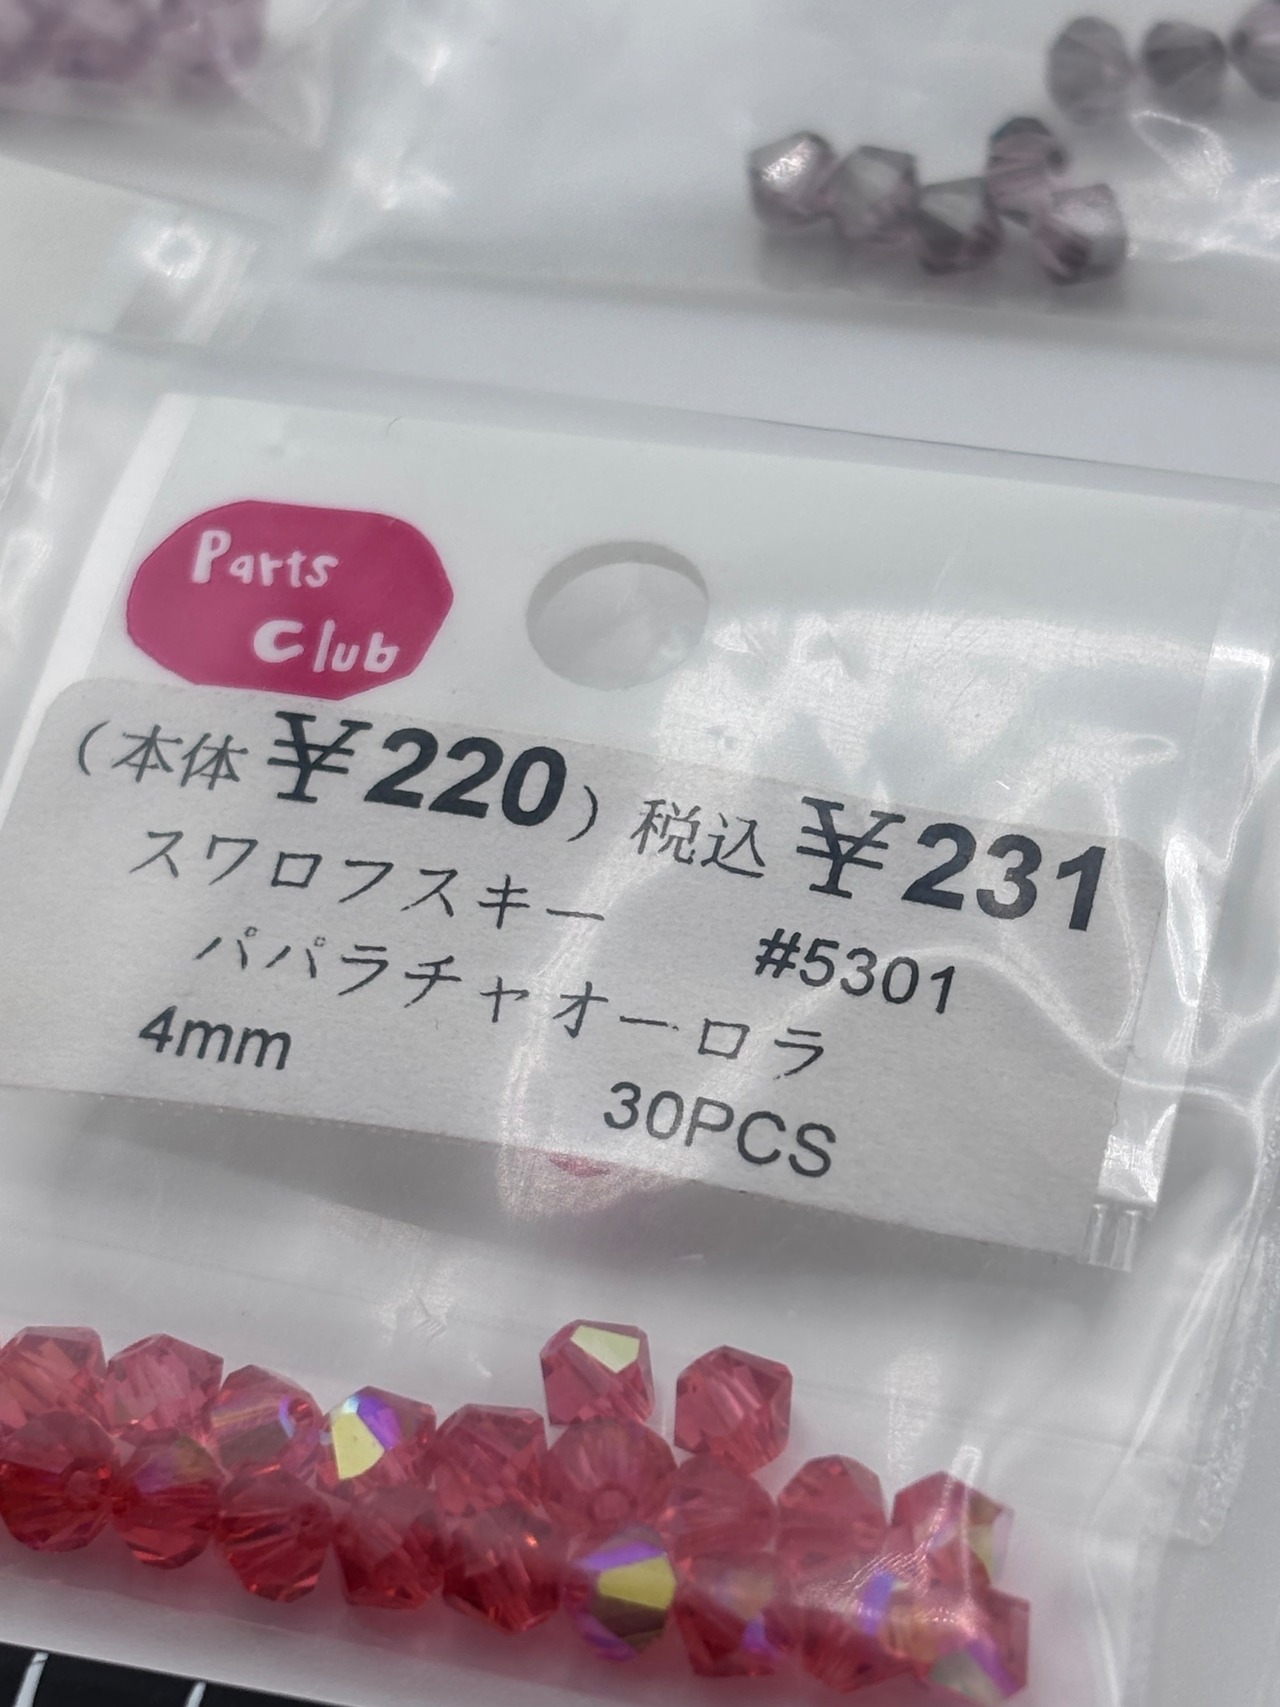 Parts
Club
（本体 ¥220）税込 ¥231
スワロフスキー
#5301
パパラチャオーロラ
4mm
30PCS